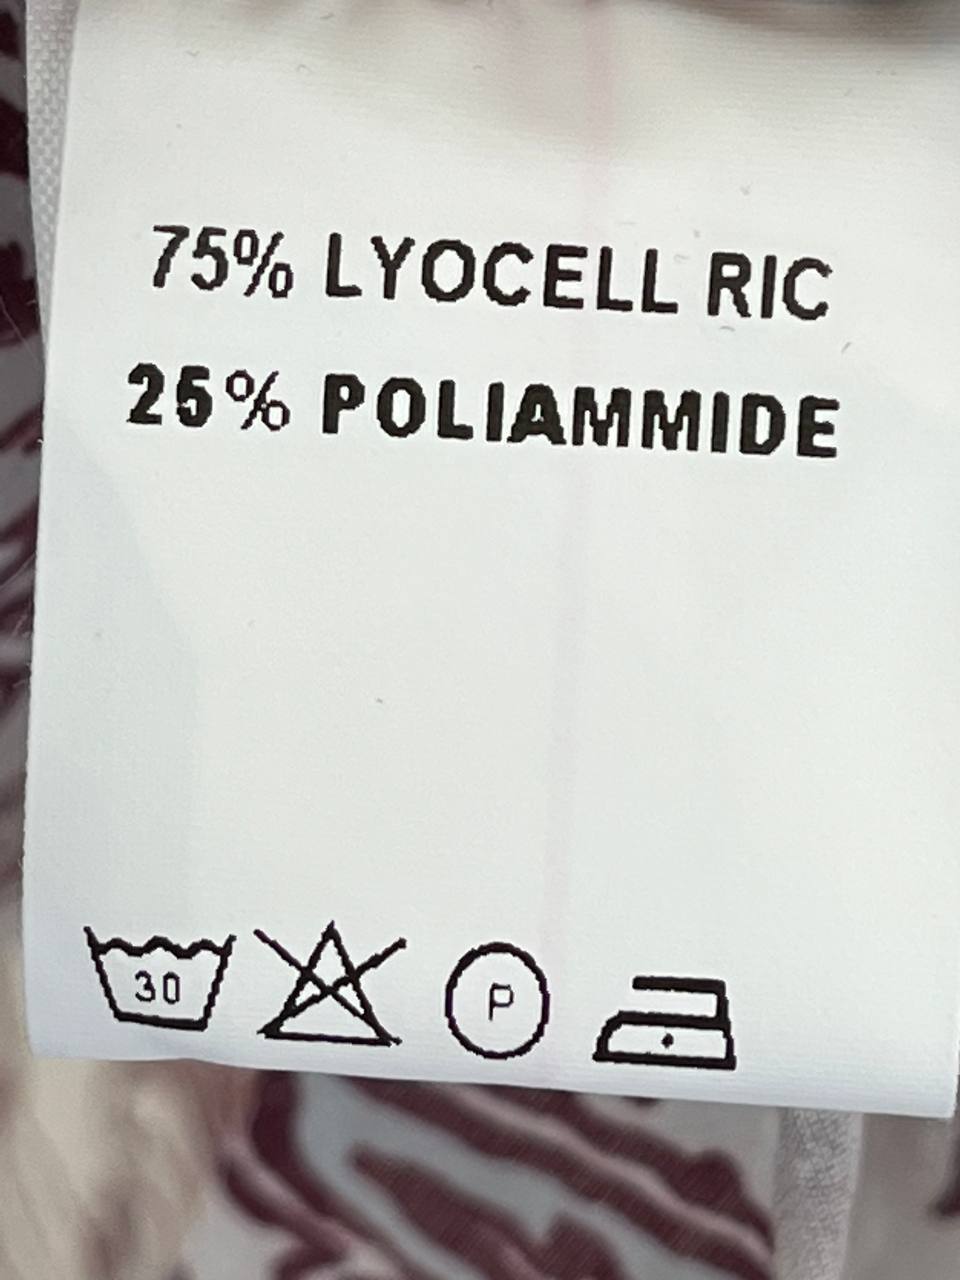 75% LYOCELL RIC
25% POLIAMMIDE
30 P